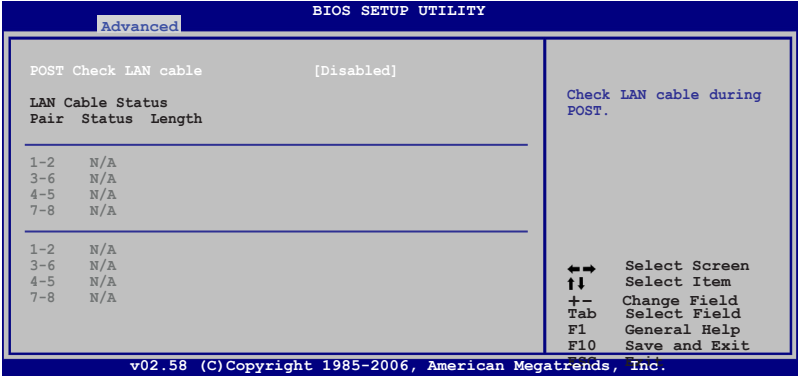 BIOS SETUP UTILITY
Advanced
POST Check LAN cable [Disabled]
LAN Cable Status
Pair Status Length
1-2 N/A
3-6 N/A
4-5 N/A
7-8 N/A
1-2 N/A
3-6 N/A
4-5 N/A
7-8 N/A
Check LAN cable during
POST.
←→ Select Screen
↑↓ Select Item
+- Change Field
Tab Select Field
F1 General Help
F10 Save and Exit
v02.58 (C)Copyright 1985-2006, American Megatrends, Inc.